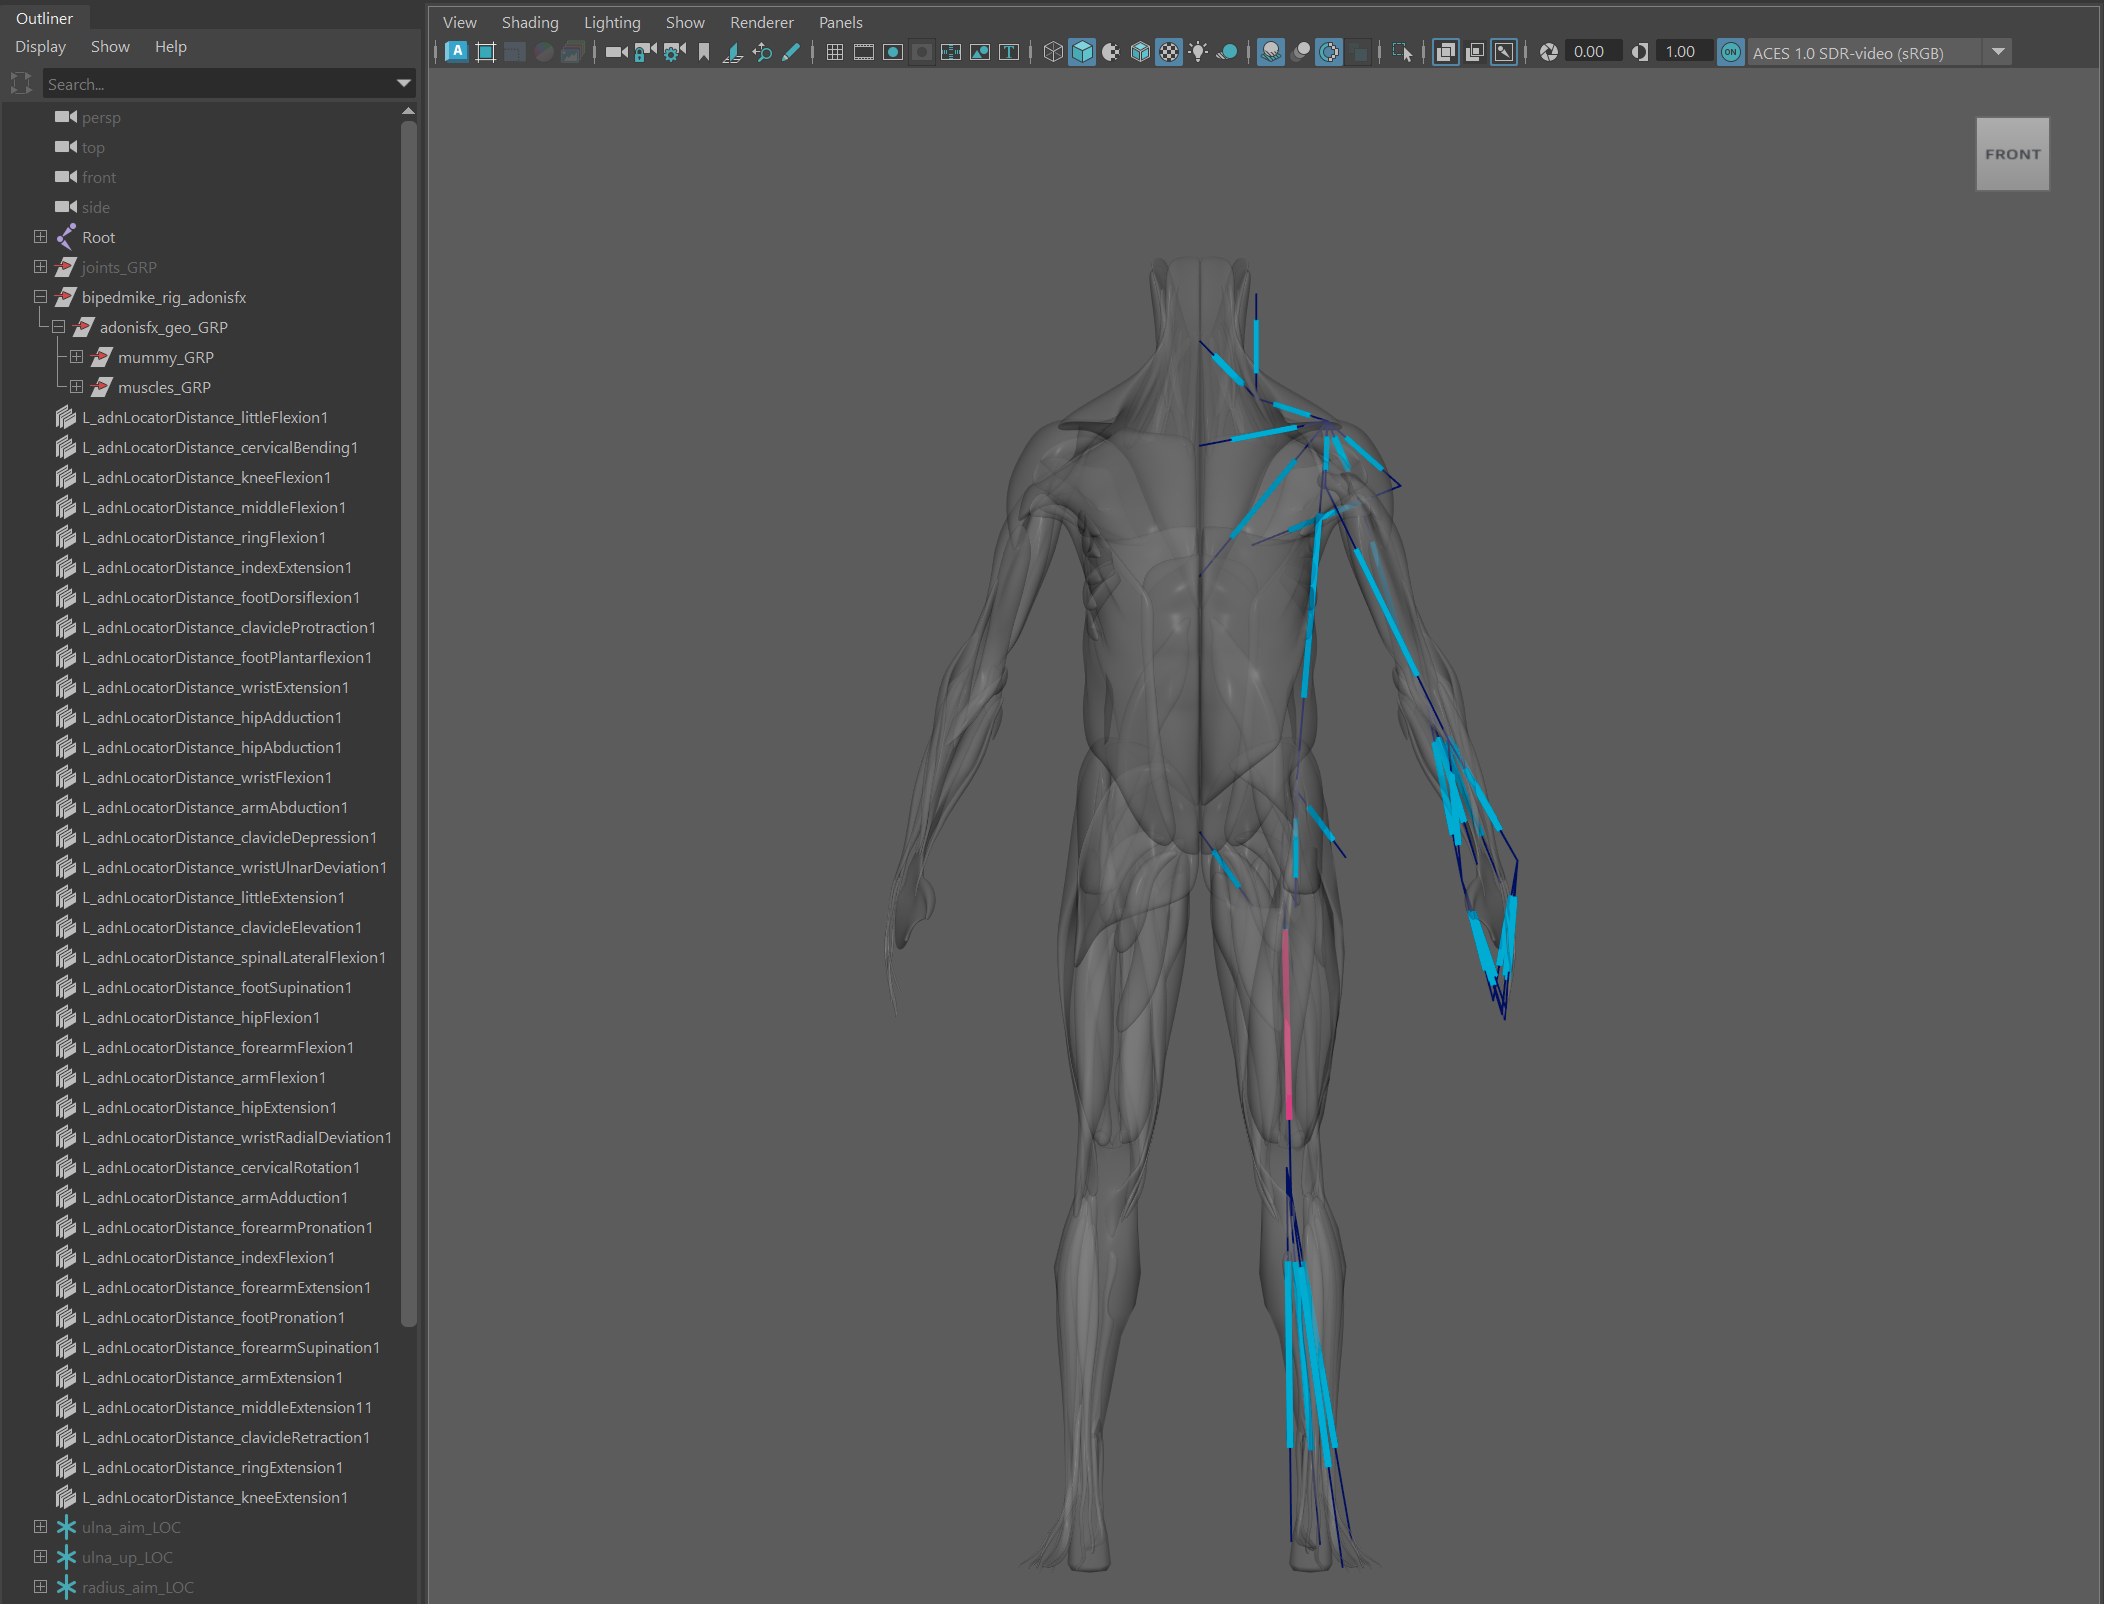 Outliner
Display Show Help
Search...
persp
top
front
side
Root
joints_GRP
bipedmike_rig_adonisfx
adonisfx_geo_GRP
mummy_GRP
muscles_GRP
L_adnLocatorDistance_littleFlexion1
L_adnLocatorDistance_cervicalBending1
L_adnLocatorDistance_kneeFlexion1
L_adnLocatorDistance_middleFlexion1
L_adnLocatorDistance_ringFlexion1
L_adnLocatorDistance_indexExtension1
L_adnLocatorDistance_footDorsiflexion1
L_adnLocatorDistance_clavicleProtraction1
L_adnLocatorDistance_footPlantarflexion1
L_adnLocatorDistance_wristExtension1
L_adnLocatorDistance_hipAdduction1
L_adnLocatorDistance_hipAbduction1
L_adnLocatorDistance_wristFlexion1
L_adnLocatorDistance_armAbduction1
L_adnLocatorDistance_clavicleDepression1
L_adnLocatorDistance_wristUlnarDeviation1
L_adnLocatorDistance_littleExtension1
L_adnLocatorDistance_clavicleElevation1
L_adnLocatorDistance_spinalLateralFlexion1
L_adnLocatorDistance_footSupination1
L_adnLocatorDistance_hipFlexion1
L_adnLocatorDistance_forearmFlexion1
L_adnLocatorDistance_armFlexion1
L_adnLocatorDistance_hipExtension1
L_adnLocatorDistance_wristRadialDeviation1
L_adnLocatorDistance_cervicalRotation1
L_adnLocatorDistance_armAdduction1
L_adnLocatorDistance_forearmPronation1
L_adnLocatorDistance_indexFlexion1
L_adnLocatorDistance_forearmExtension1
L_adnLocatorDistance_footPronation1
L_adnLocatorDistance_forearmSupination1
L_adnLocatorDistance_armExtension1
L_adnLocatorDistance_middleExtension11
L_adnLocatorDistance_clavicleRetraction1
L_adnLocatorDistance_ringExtension1
L_adnLocatorDistance_kneeExtension1
ulna_aim_LOC
ulna_up_LOC
radius_aim_LOC
View Shading Lighting Show Renderer Panels
A T 0.00 1.00 ON ACES 1.0 SDR-video (sRGB)
FRONT